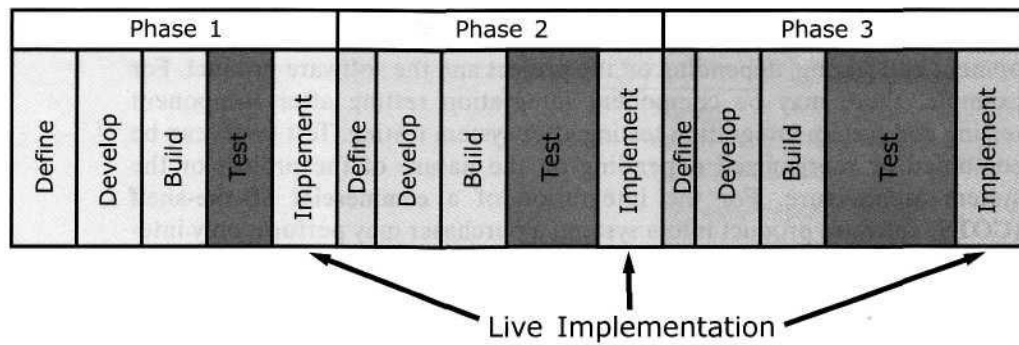 Phase 1
Phase 2
Phase 3
Define
Develop
Build
Test
Implement
Define
Develop
Build
Test
Implement
Define
Develop
Build
Test
Implement
Live Implementation